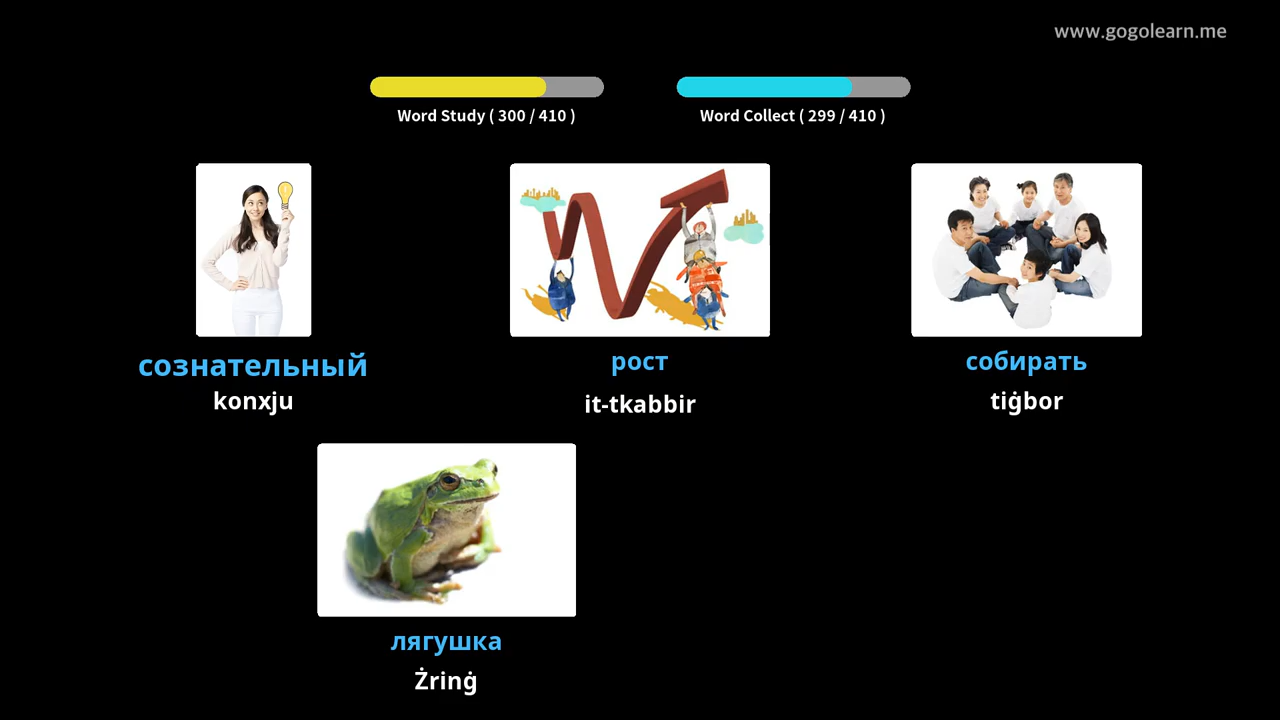 www.gogolearn.me
Word Study ( 300 / 410 )
Word Collect ( 299 / 410 )
сознательный
konxju
рост
it-tkabbir
собирать
tiġbor
лягушка
Żrinġ